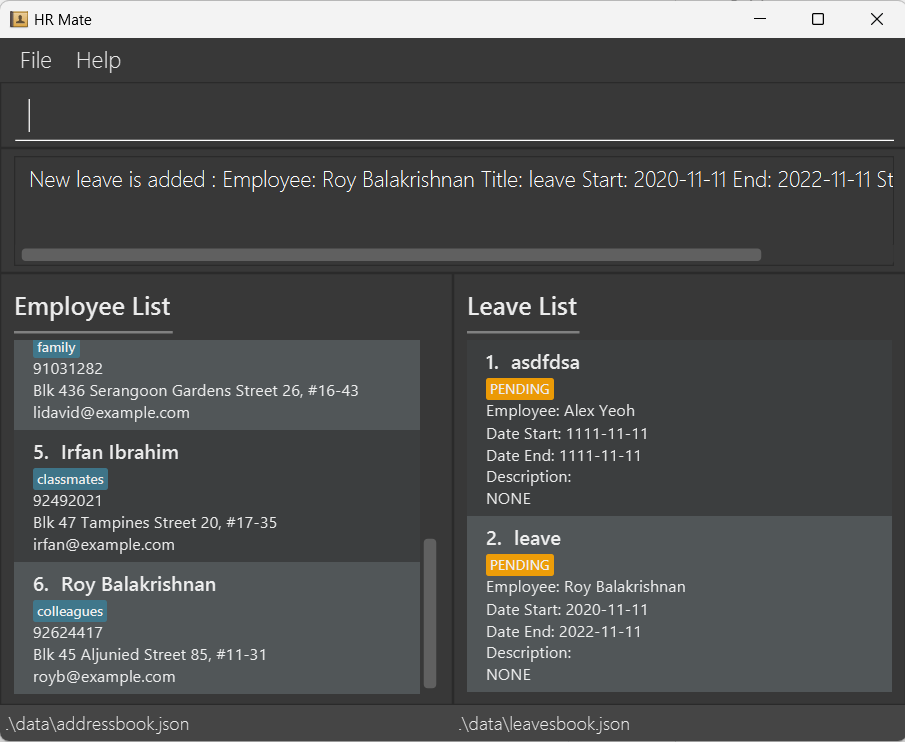 HR Mate
File Help
New leave is added : Employee: Roy Balakrishnan Title: leave Start: 2020-11-11 End: 2022-11-11 St
Employee List
family
91031282
Blk 436 Serangoon Gardens Street 26, #16-43
lidavid@example.com
5. Irfan Ibrahim
classmates
92492021
Blk 47 Tampines Street 20, #17-35
irfan@example.com
6. Roy Balakrishnan
colleagues
92624417
Blk 45 Aljunied Street 85, #11-31
royb@example.com
Leave List
1. asdfdsa
PENDING
Employee: Alex Yeoh
Date Start: 1111-11-11
Date End: 1111-11-11
Description:
NONE
2. leave
PENDING
Employee: Roy Balakrishnan
Date Start: 2020-11-11
Date End: 2022-11-11
Description:
NONE
.\data\addressbook.json
.\data\leavesbook.json